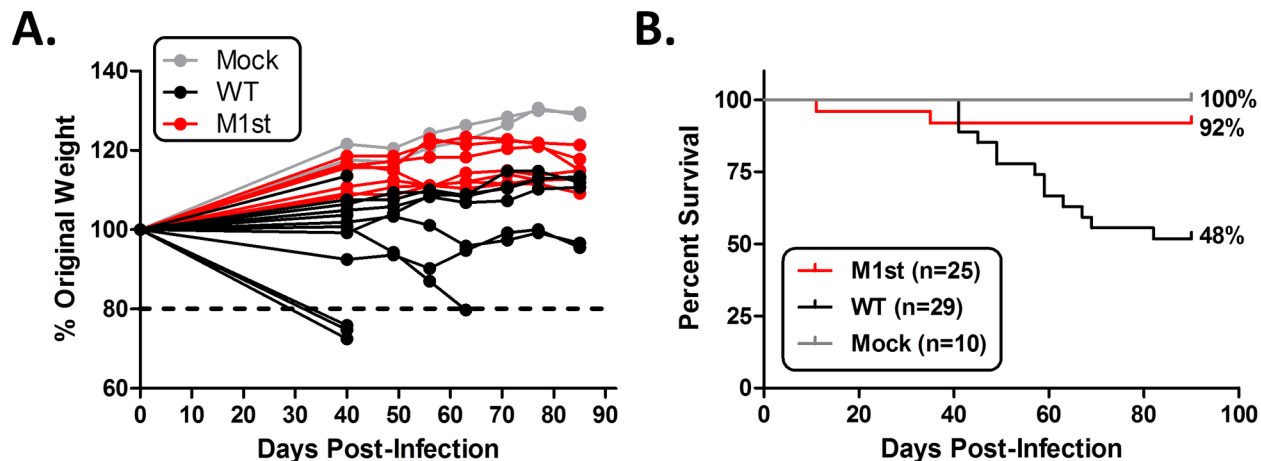 A.
Mock
WT
M1st
% Original Weight
140
120
100
80
60
0 10 20 30 40 50 60 70 80 90
Days Post-Infection
B.
Percent Survival
100
75
50
25
0
100%
92%
48%
M1st (n=25)
WT (n=29)
Mock (n=10)
0 20 40 60 80 100
Days Post-Infection